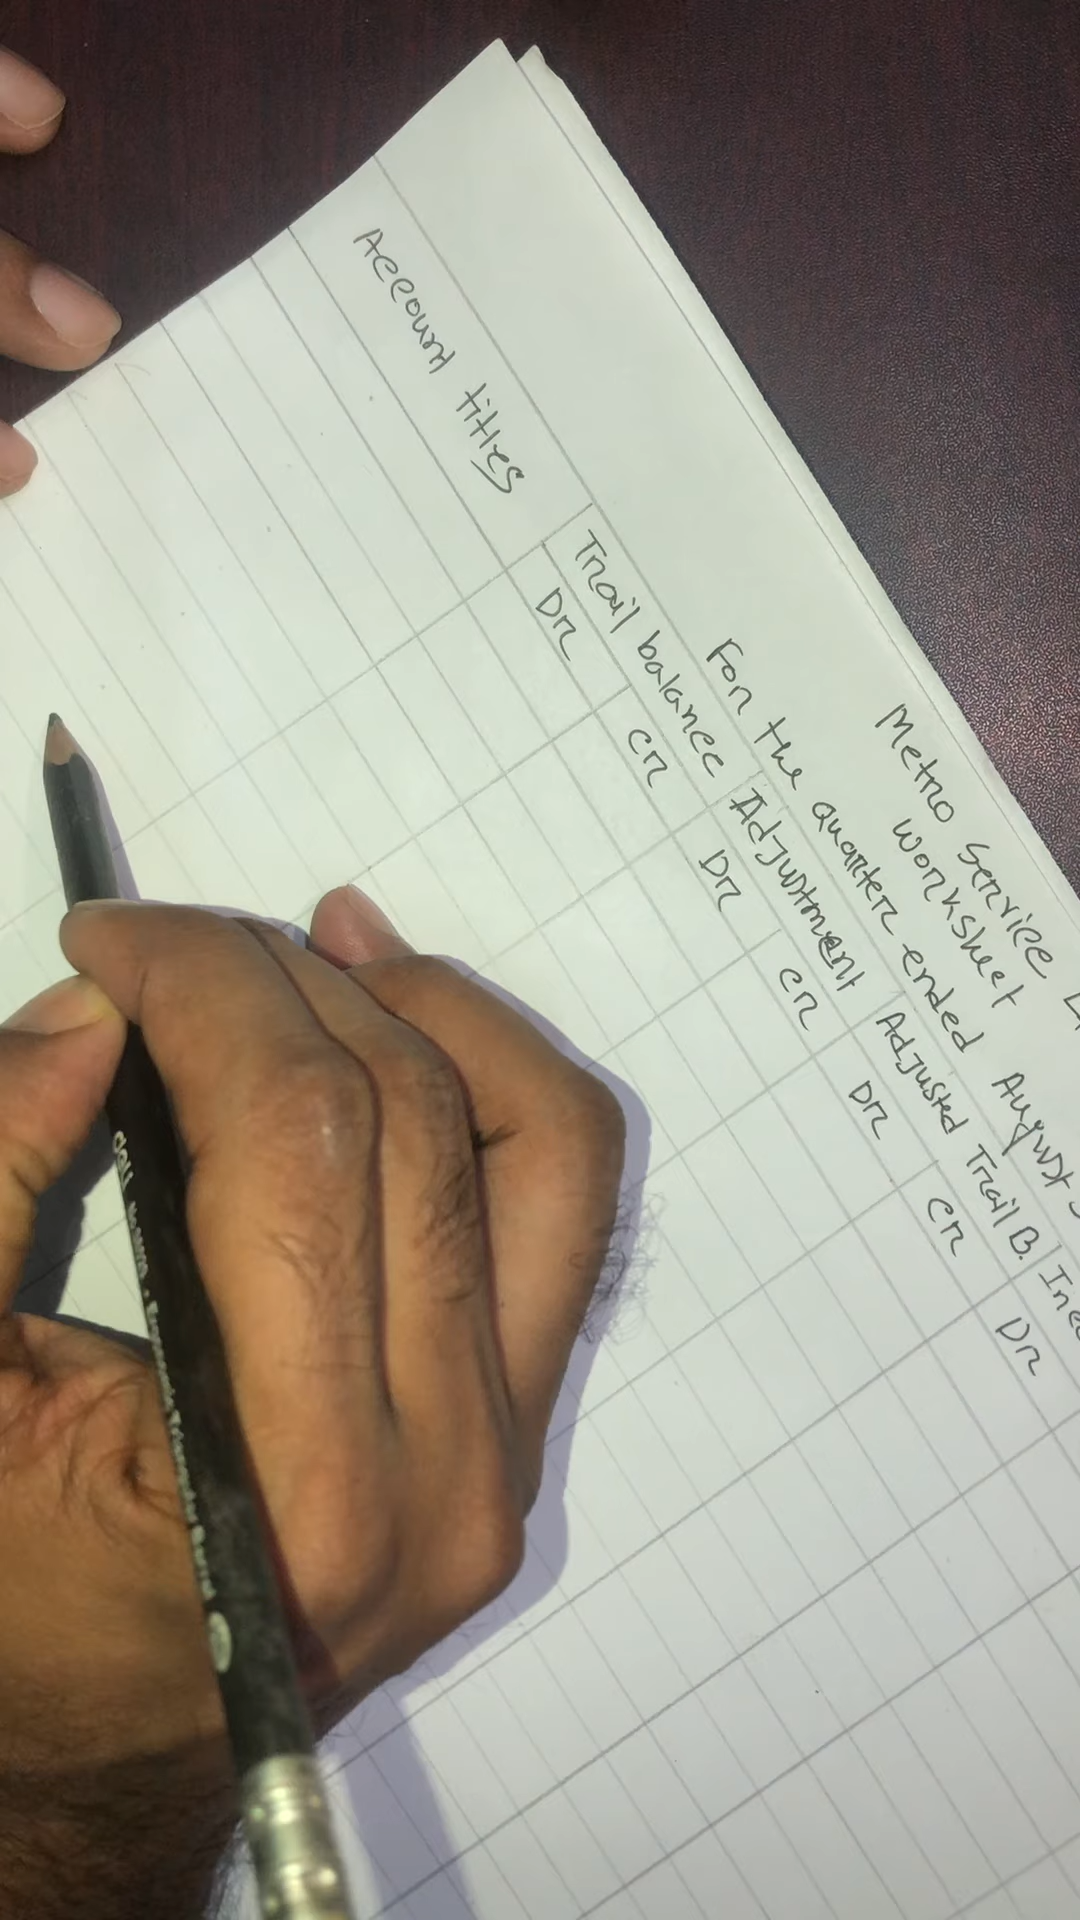 Metro Service
Worksheet
For the quarter ended August
Account titles Trail balance Adjustment Adjusted Trail B.
DR CR DR CR DR CR DR
deli